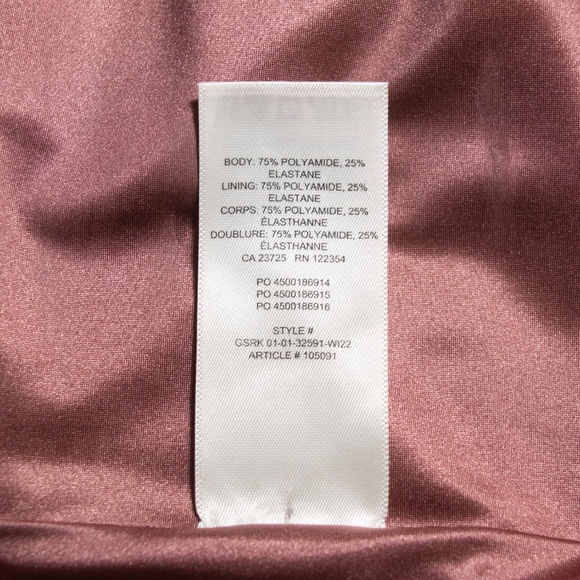 BODY: 75% POLYAMIDE, 25%
ELASTANE
LINING: 75% POLYAMIDE, 25%
ELASTANE
CORPS: 75% POLYAMIDE, 25%
ÉLASTHANNE
DOUBLURE: 75% POLYAMIDE, 25%
ÉLASTHANNE
CA 23725 RN 122354
PO 4500186914
PO 4500186915
PO 4500186916
STYLE #
GSRK 01-01-32591-WI22
ARTICLE # 105091